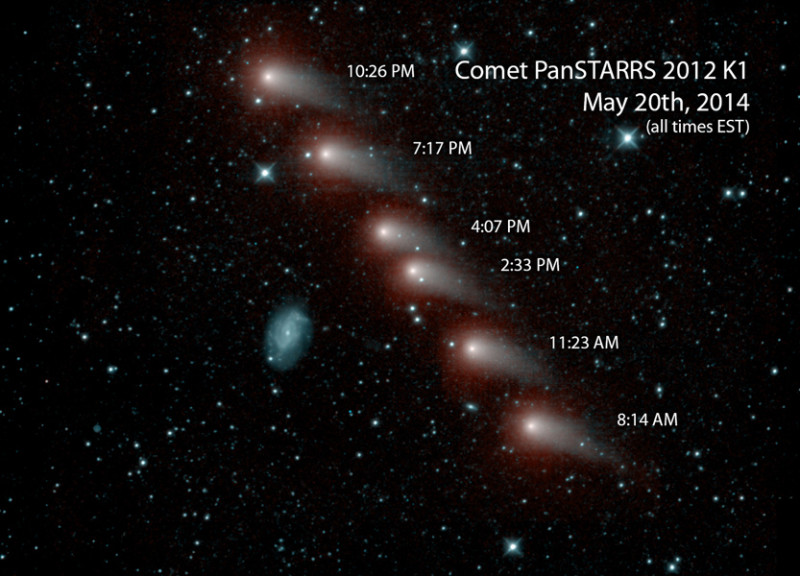 10:26 PM
Comet PanSTARRS 2012 K1
May 20th, 2014
(all times EST)
7:17 PM
4:07 PM
2:33 PM
11:23 AM
8:14 AM